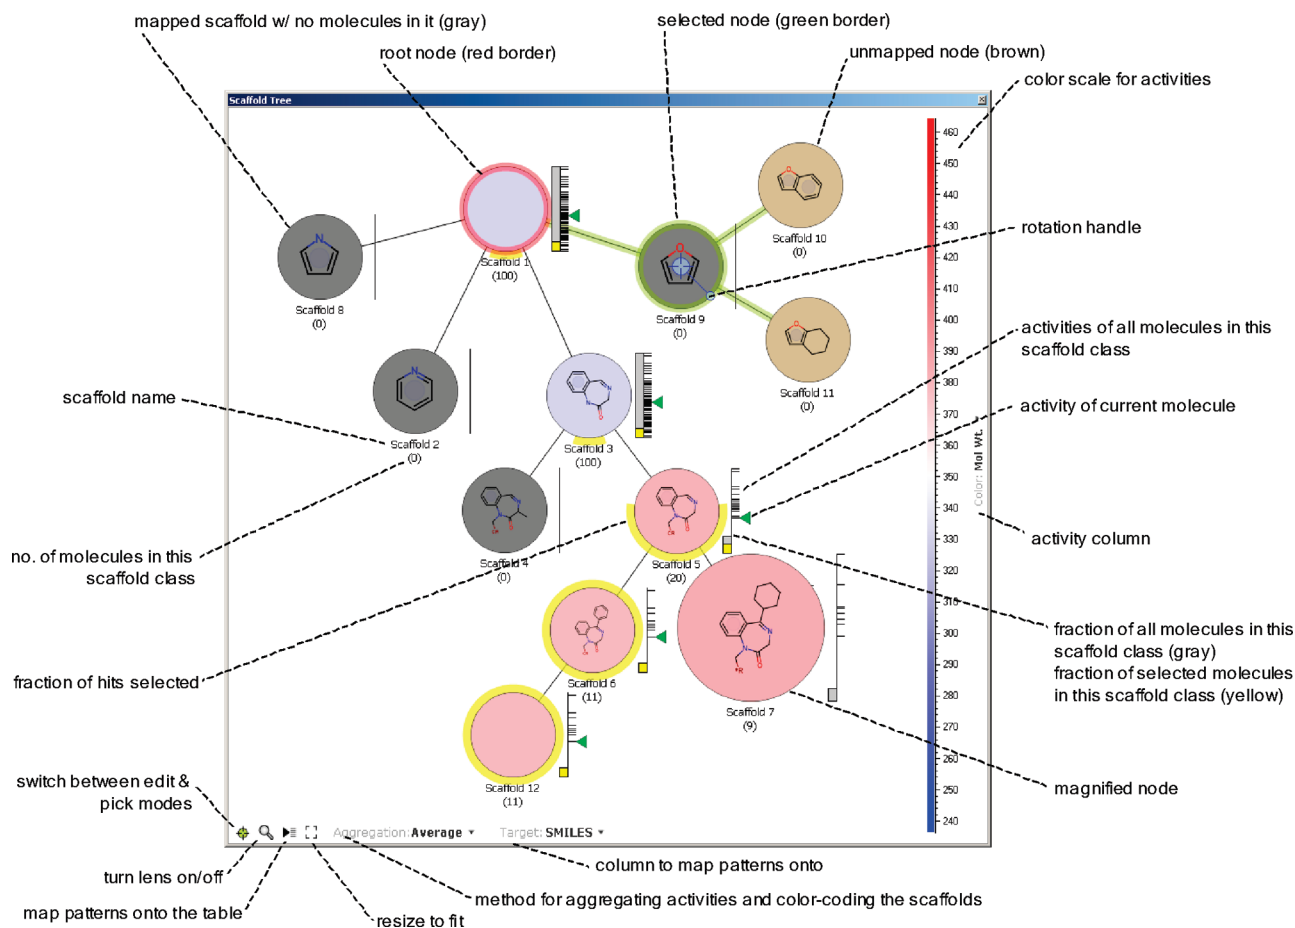 mapped scaffold w/ no molecules in it (gray)
selected node (green border)
root node (red border)
unmapped node (brown)
color scale for activities
Scaffold Tree
460
450
440
430
420
410
400
390
380
370
360
350
340
330
320
310
300
290
280
270
260
250
240
Color: Mol Wt.
N
Scaffold 8
(0)
Scaffold 1
(100)
O
Scaffold 9
(0)
O
Scaffold 10
(0)
O
Scaffold 11
(0)
rotation handle
activities of all molecules in this
scaffold class
activity of current molecule
scaffold name
N
Scaffold 2
(0)
N
N
O
Scaffold 3
(100)
N
N
O
Scaffold 4
(0)
N
N
O
Scaffold 5
(20)
activity column
no. of molecules in this
scaffold class
N
N
O
Scaffold 6
(11)
N
N
O
*R
Scaffold 7
(9)
fraction of all molecules in this
scaffold class (gray)
fraction of selected molecules
in this scaffold class (yellow)
fraction of hits selected
Scaffold 12
(11)
magnified node
switch between edit &
pick modes
Aggregation: Average
Target: SMILES
turn lens on/off
column to map patterns onto
map patterns onto the table
method for aggregating activities and color-coding the scaffolds
resize to fit